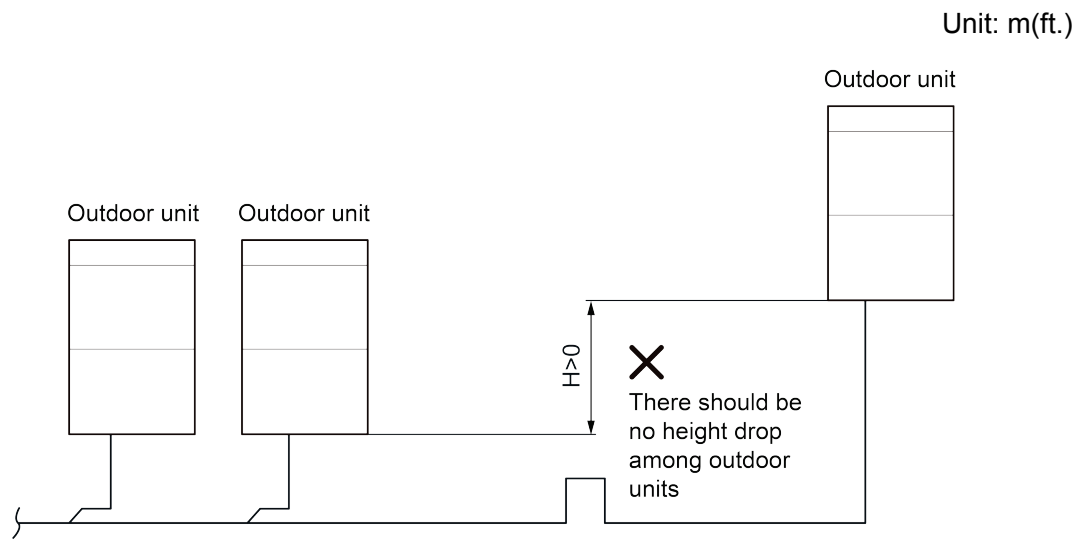 Unit: m(ft.)
Outdoor unit
Outdoor unit
Outdoor unit
H>0
There should be
no height drop
among outdoor
units